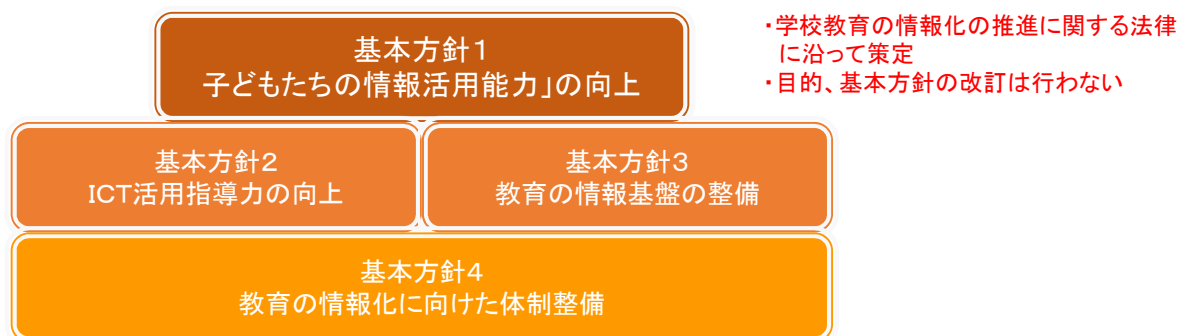 基本方針1
子どもたちの情報活用能力」の向上
・学校教育の情報化の推進に関する法律
に沿って策定
・目的、基本方針の改訂は行わない
基本方針2
ICT活用指導力の向上
基本方針3
教育の情報基盤の整備
基本方針4
教育の情報化に向けた体制整備